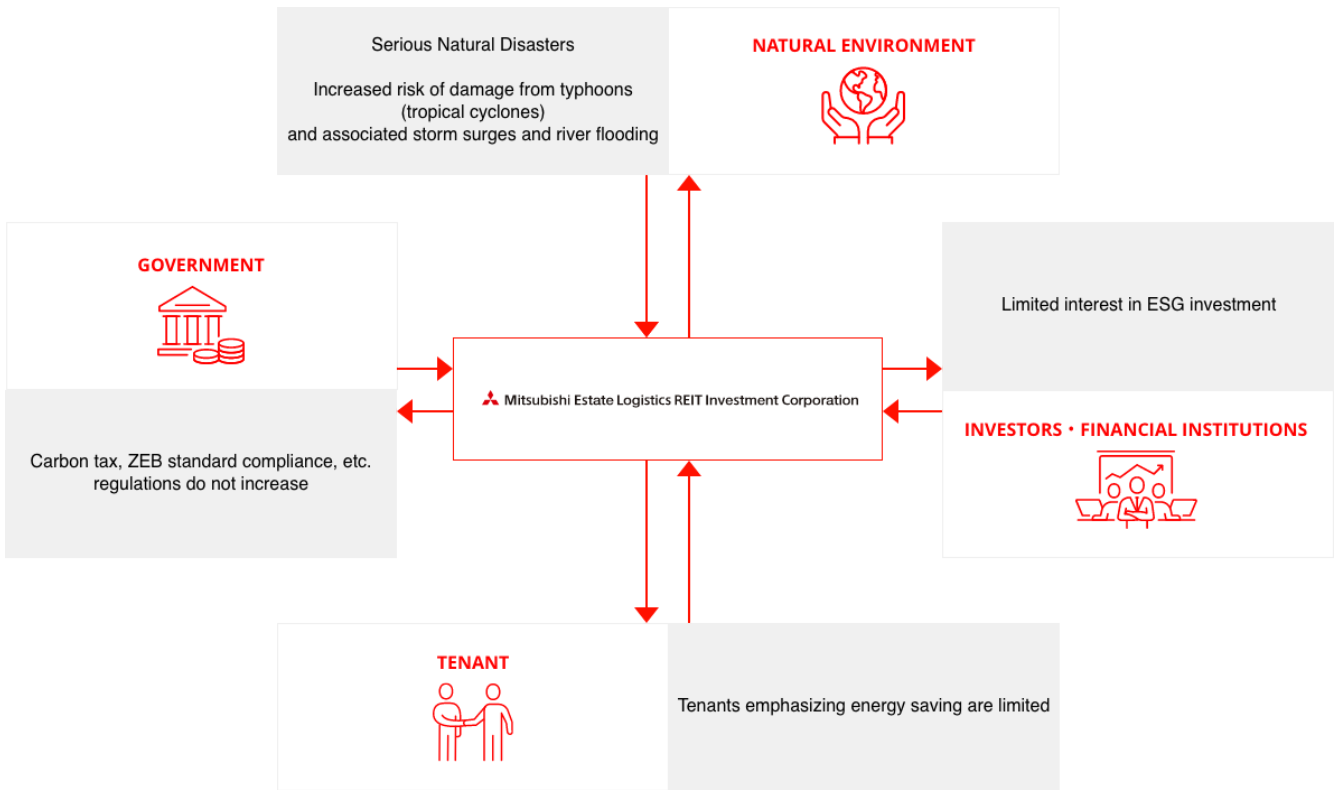 Serious Natural Disasters
Increased risk of damage from typhoons
(tropical cyclones)
and associated storm surges and river flooding
NATURAL ENVIRONMENT
GOVERNMENT
Carbon tax, ZEB standard compliance, etc.
regulations do not increase
Mitsubishi Estate Logistics REIT Investment Corporation
Limited interest in ESG investment
INVESTORS・FINANCIAL INSTITUTIONS
TENANT
Tenants emphasizing energy saving are limited